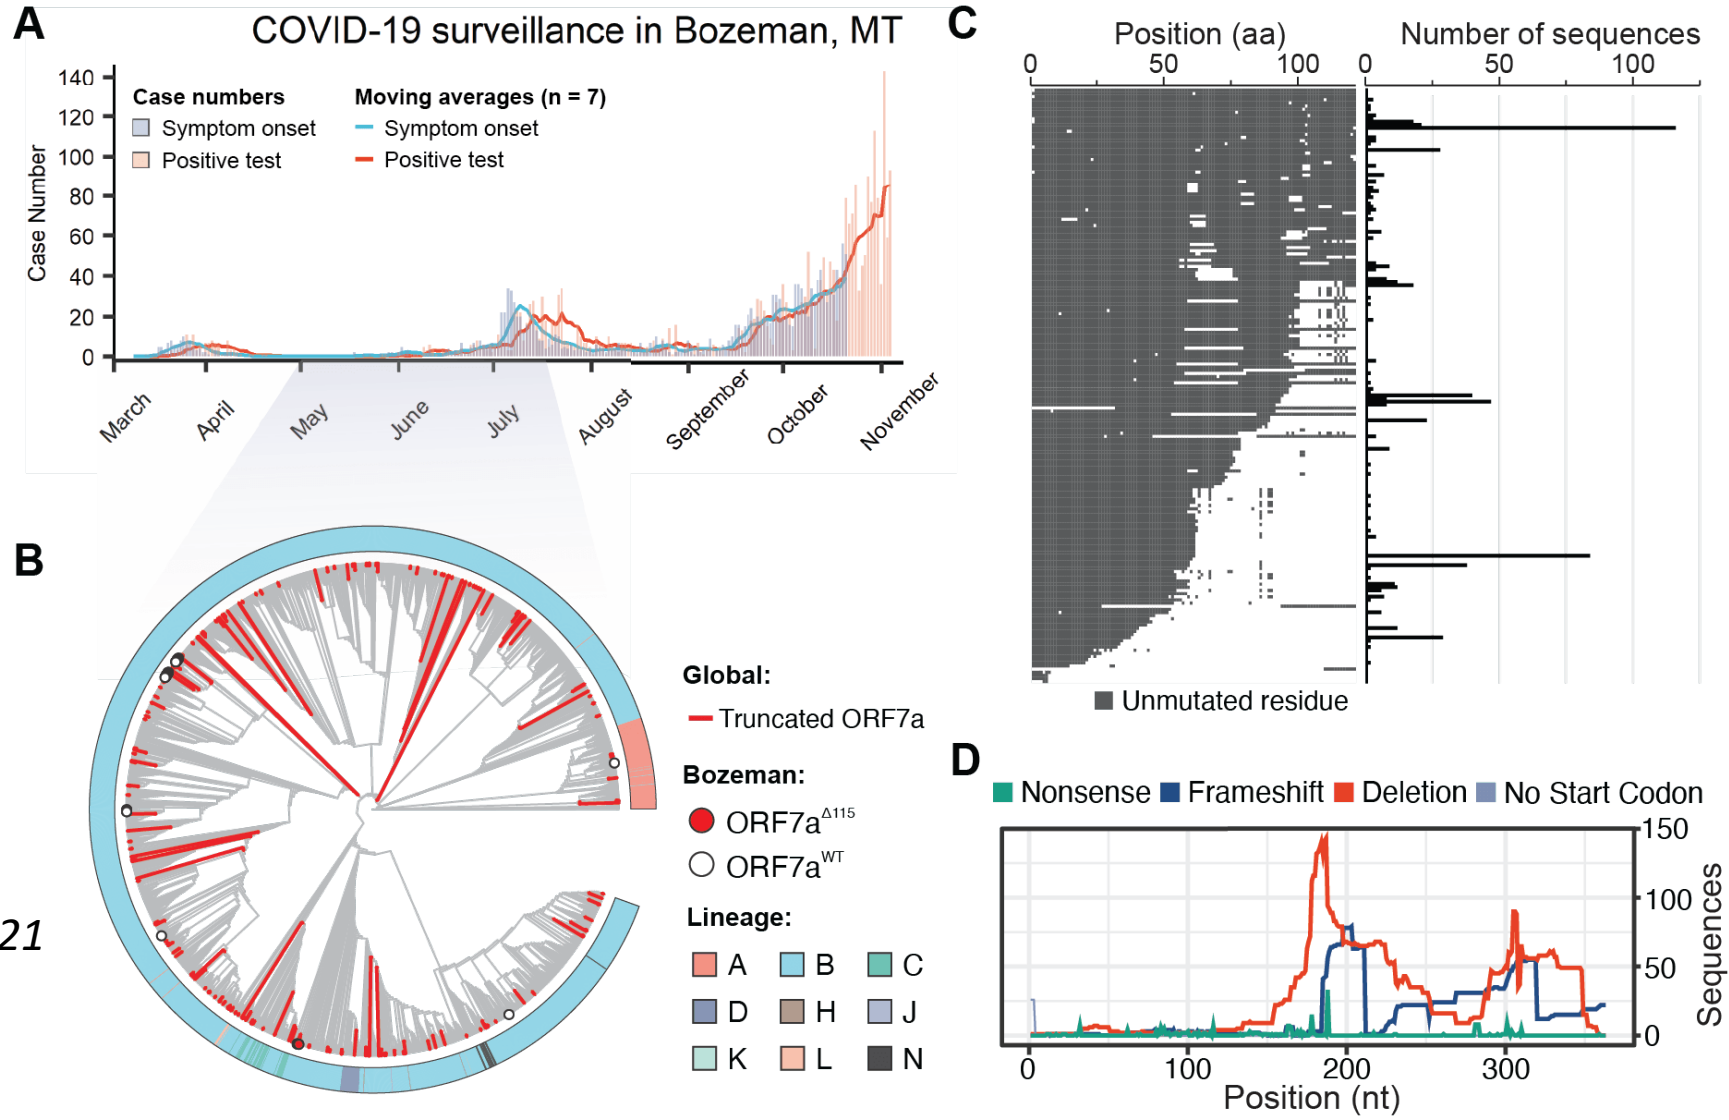 A
COVID-19 surveillance in Bozeman, MT
Case Number
140
120
100
80
60
40
20
0
Case numbers
Symptom onset
Positive test
Moving averages (n = 7)
Symptom onset
Positive test
March
April
May
June
July
August
September
October
November
B
21
Global:
Truncated ORF7a
Bozeman:
ORF7aΔ115
ORF7aWT
Lineage:
A B C
D H J
K L N
C
Position (aa)
0 50 100
Number of sequences
0 50 100
Unmutated residue
D
Nonsense Frameshift Deletion No Start Codon
150
100
50
0
Sequences
0 100 200 300
Position (nt)